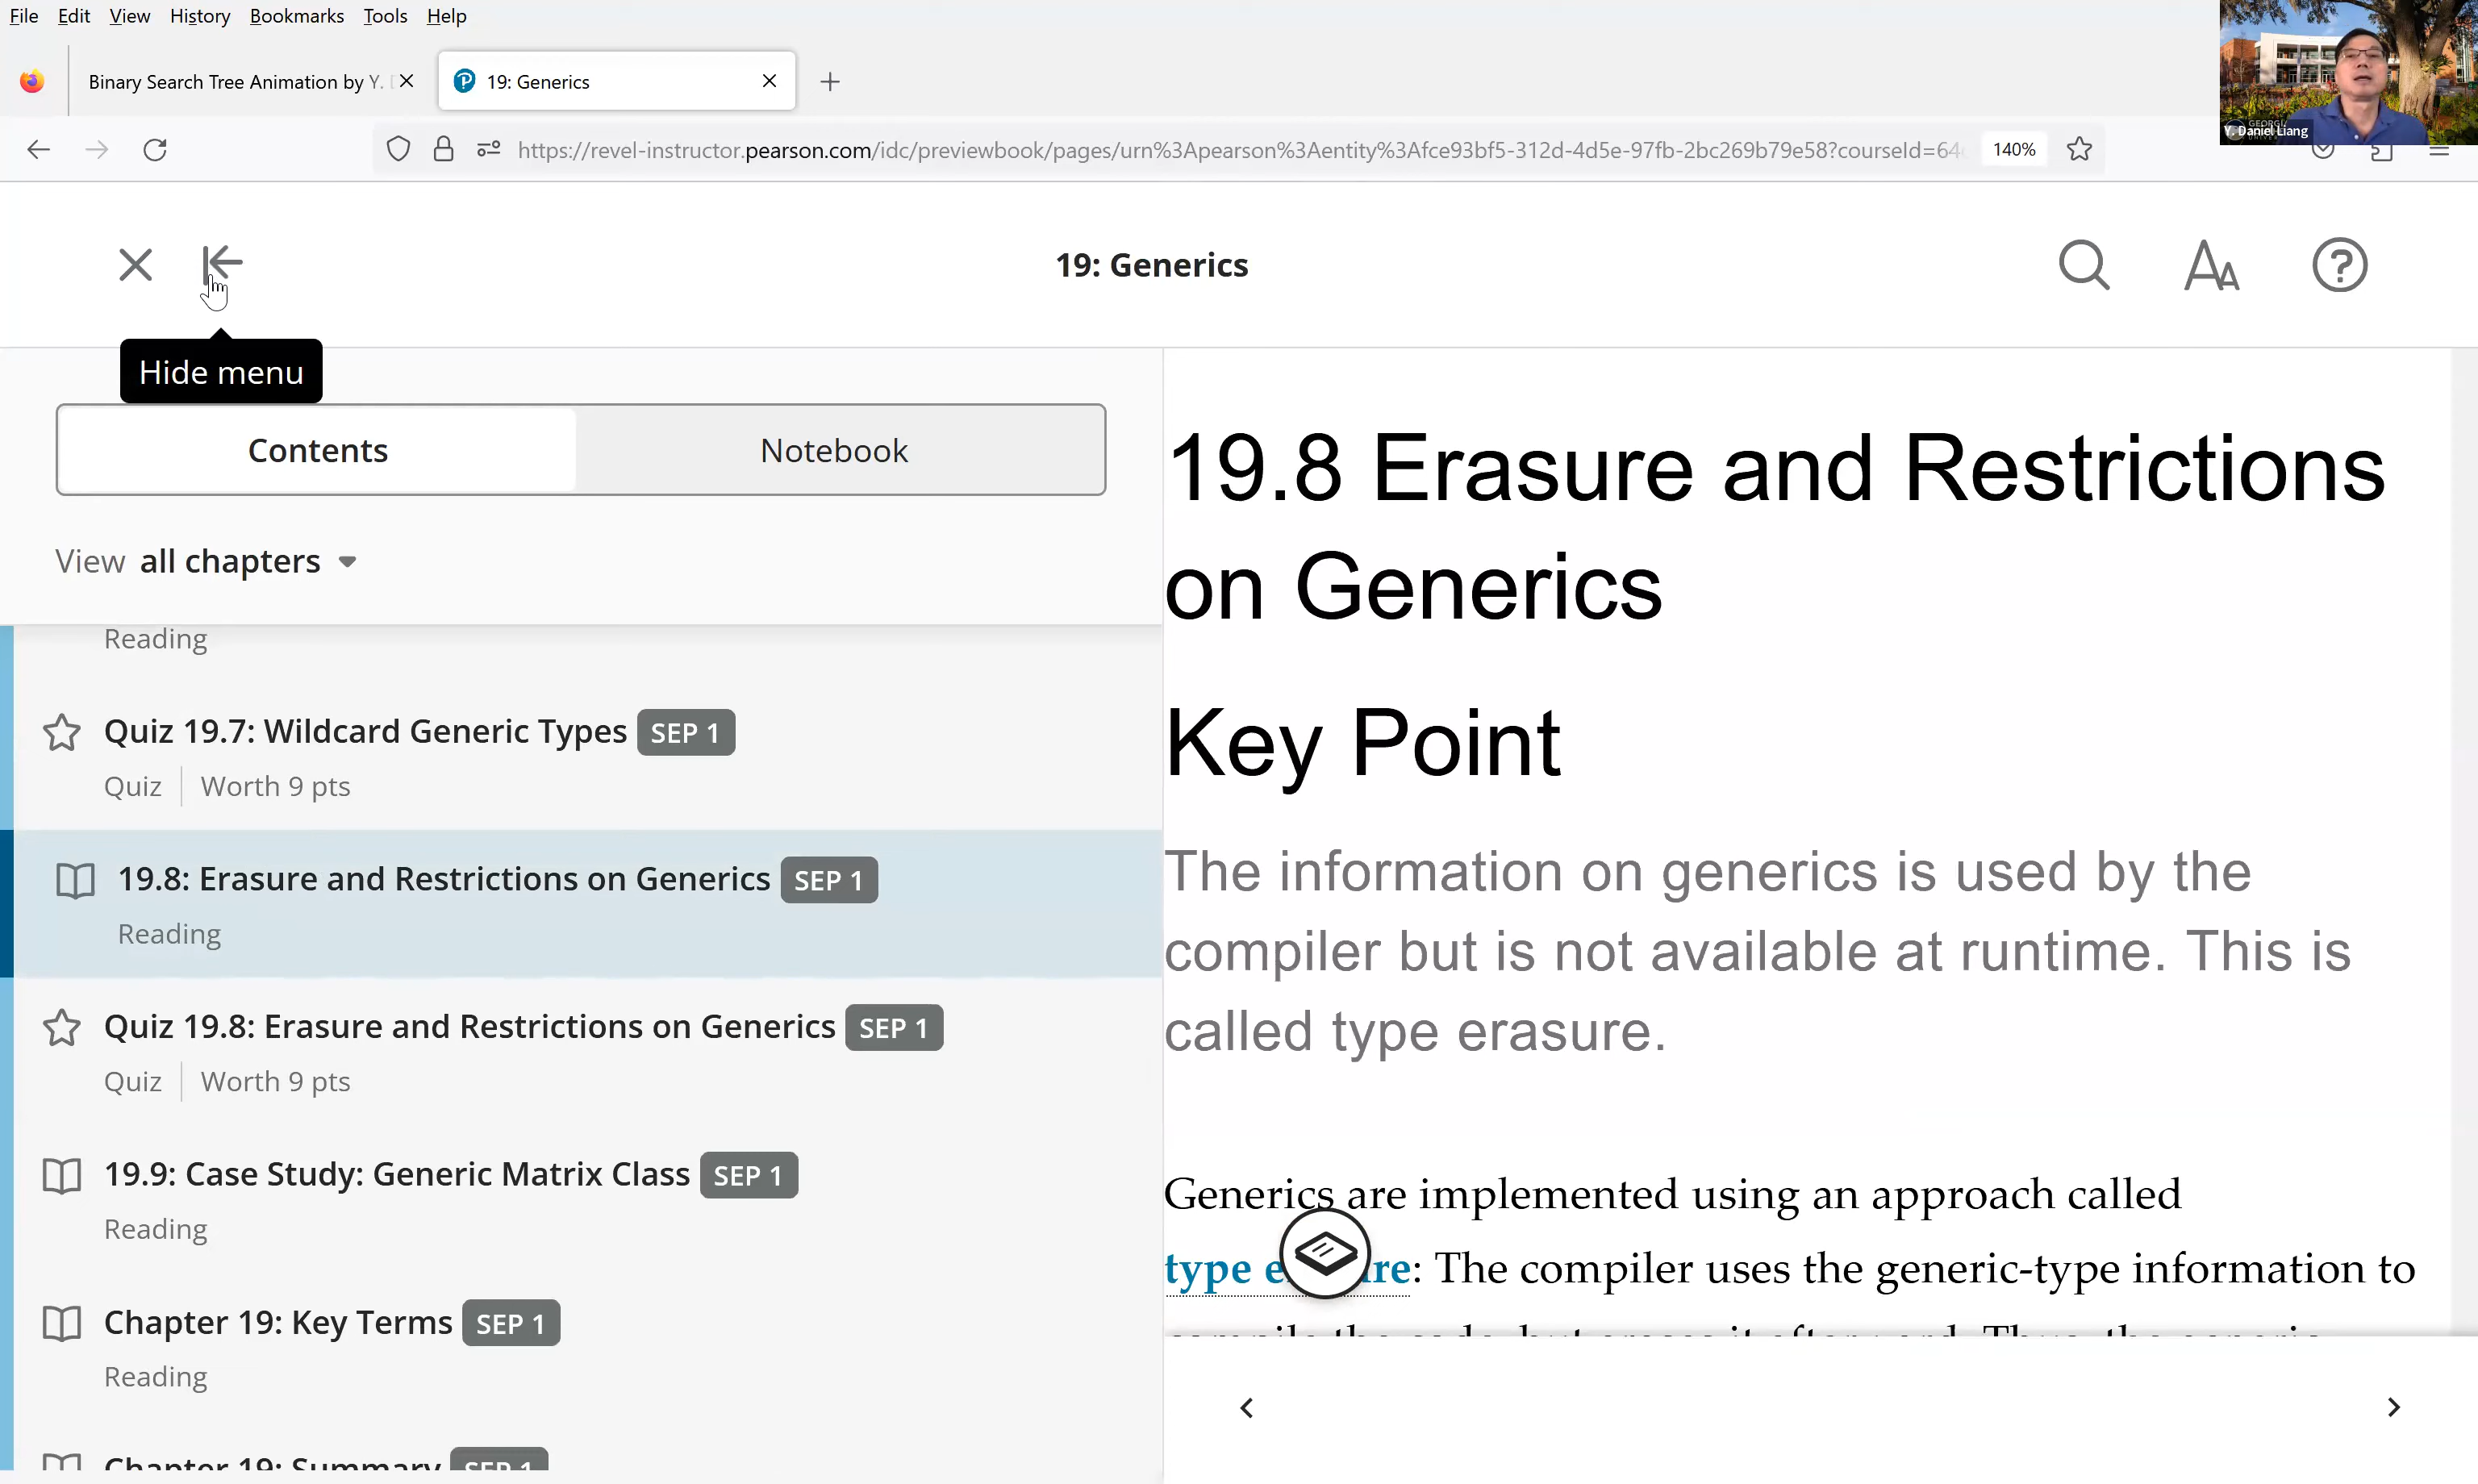 File Edit View History Bookmarks Tools Help
Binary Search Tree Animation by Y.
19: Generics
https://revel-instructor.pearson.com/idc/previewbook/pages/urn%3Apearson%3Aentity%3Afce93bf5-312d-4d5e-97fb-2bc269b79e58?courseId=64
140%
Y. Daniel Liang
19: Generics
Hide menu
Contents
Notebook
View all chapters
Reading
Quiz 19.7: Wildcard Generic Types SEP 1
Quiz Worth 9 pts
19.8: Erasure and Restrictions on Generics SEP 1
Reading
Quiz 19.8: Erasure and Restrictions on Generics SEP 1
Quiz Worth 9 pts
19.9: Case Study: Generic Matrix Class SEP 1
Reading
Chapter 19: Key Terms SEP 1
Reading
Chapter 19: Summary SEP 1
19.8 Erasure and Restrictions
on Generics
Key Point
The information on generics is used by the
compiler but is not available at runtime. This is
called type erasure.
Generics are implemented using an approach called
type e re: The compiler uses the generic-type information to